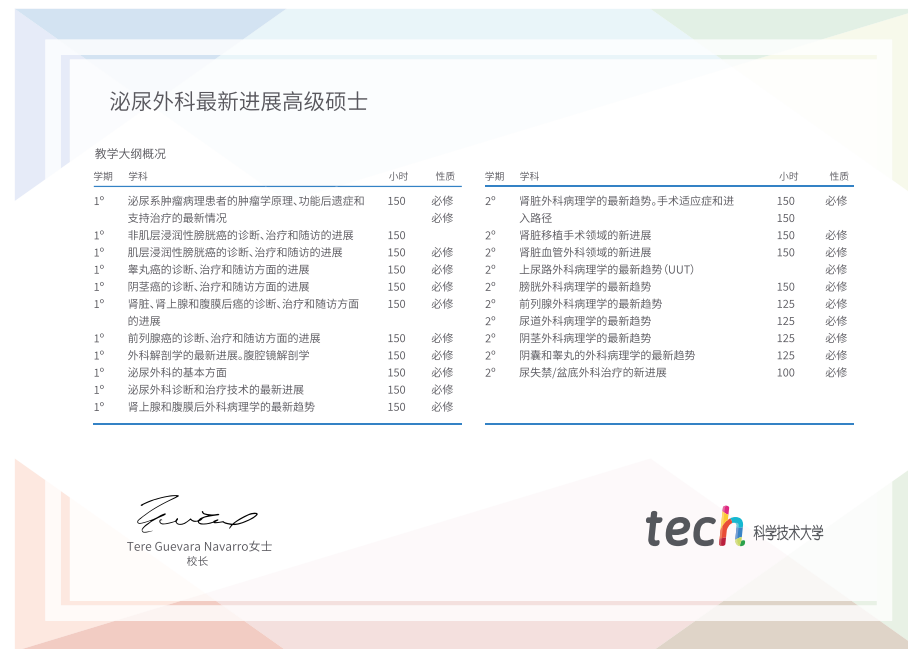 泌尿外科最新进展高级硕士
教学大纲概况
学期 学科 小时 性质
1º 泌尿系肿瘤病理患者的肿瘤学原理、功能后遗症和 150 必修
支持治疗的最新情况 必修
1º 非肌层浸润性膀胱癌的诊断、治疗和随访的进展 150
1º 肌层浸润性膀胱癌的诊断、治疗和随访的进展 150 必修
1º 睾丸癌的诊断、治疗和随访方面的进展 150 必修
1º 阴茎癌的诊断、治疗和随访方面的进展 150 必修
1º 肾脏、肾上腺和腹膜后癌的诊断、治疗和随访方面 150 必修
的进展
1º 前列腺癌的诊断、治疗和随访方面的进展 150 必修
1º 外科解剖学的最新进展。腹腔镜解剖学 150 必修
1º 泌尿外科的基本方面 150 必修
1º 泌尿外科诊断和治疗技术的最新进展 150 必修
1º 肾上腺和腹膜后外科病理学的最新趋势 150 必修
学期 学科 小时 性质
2º 肾脏外科病理学的最新趋势。手术适应症和进 150 必修
入路径 150
2º 肾脏移植手术领域的新进展 150 必修
2º 肾脏血管外科领域的新进展 150 必修
2º 上尿路外科病理学的最新趋势（UUT） 必修
2º 膀胱外科病理学的最新趋势 150 必修
2º 前列腺外科病理学的最新趋势 125 必修
2º 尿道外科病理学的最新趋势 125 必修
2º 阴茎外科病理学的最新趋势 125 必修
2º 阴囊和睾丸的外科病理学的最新趋势 125 必修
2º 尿失禁/盆底外科治疗的新进展 100 必修
Tere Guevara Navarro女士
校长
tech 科学技术大学